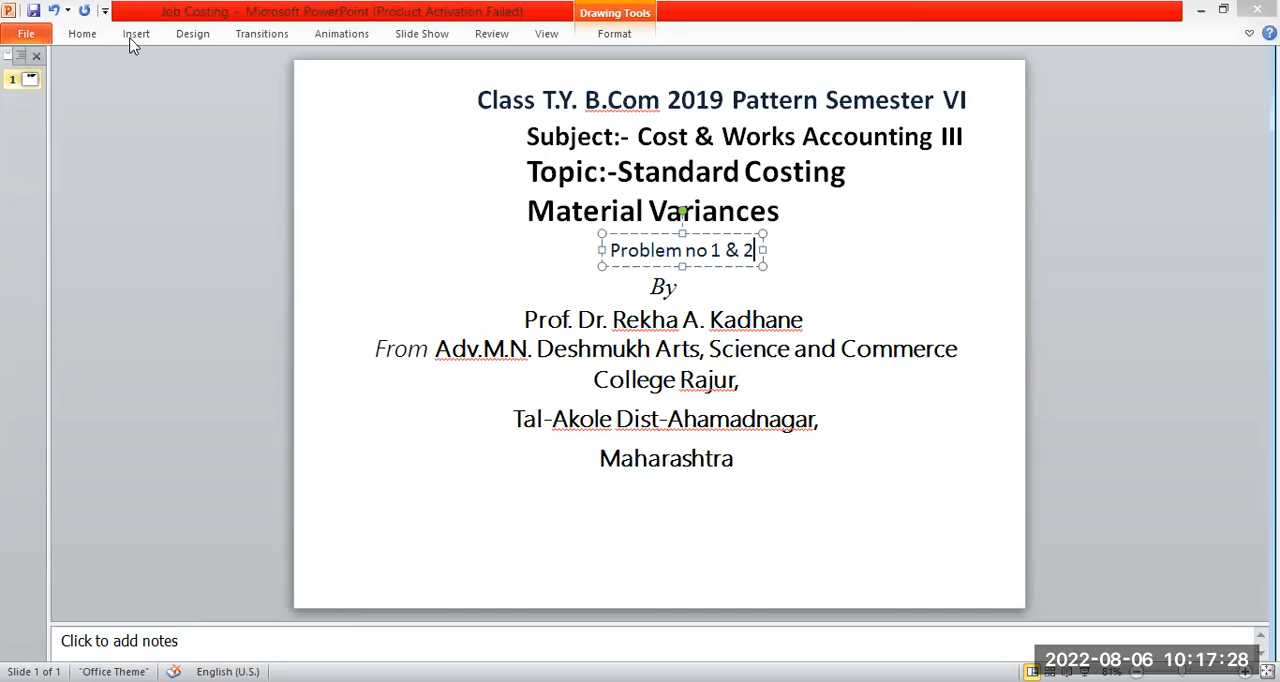 Job Costing - Microsoft PowerPoint (Product Activation Failed)
Drawing Tools
File Home Insert Design Transitions Animations Slide Show Review View Format
1
Class T.Y. B.Com 2019 Pattern Semester VI
Subject:- Cost & Works Accounting III
Topic:-Standard Costing
Material Variances
Problem no 1 & 2
By
Prof. Dr. Rekha A. Kadhane
From Adv.M.N. Deshmukh Arts, Science and Commerce
College Rajur,
Tal-Akole Dist-Ahamadnagar,
Maharashtra
Click to add notes
2022-08-06 10:17:28
Slide 1 of 1 "Office Theme" English (U.S.) 81%